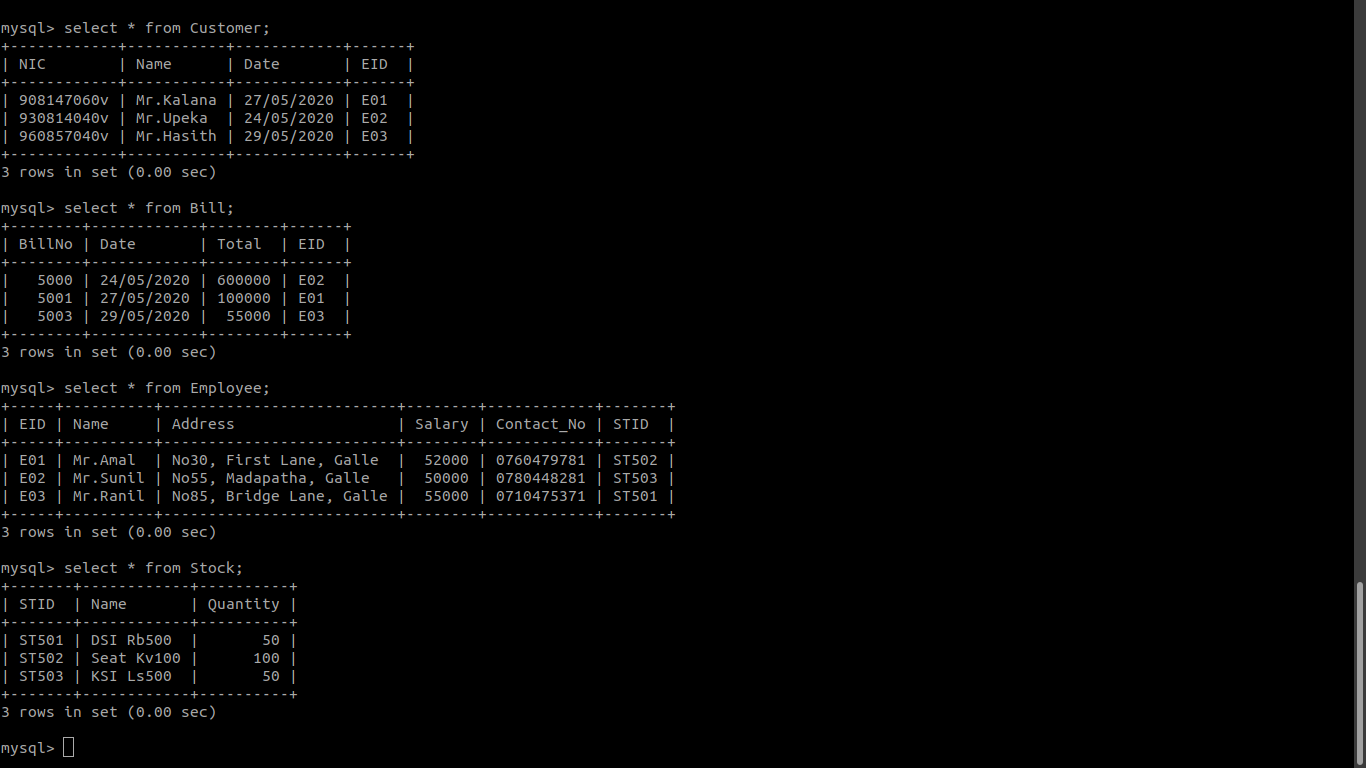 mysql> select * from Customer;
+------------+-----------+------------+------+
| NIC        | Name      | Date       | EID  |
+------------+-----------+------------+------+
| 908147060v | Mr.Kalana | 27/05/2020 | E01  |
| 930814040v | Mr.Upeka  | 24/05/2020 | E02  |
| 960857040v | Mr.Hasith | 29/05/2020 | E03  |
+------------+-----------+------------+------+
3 rows in set (0.00 sec)

mysql> select * from Bill;
+--------+------------+--------+------+
| BillNo | Date       | Total  | EID  |
+--------+------------+--------+------+
|   5000 | 24/05/2020 | 600000 | E02  |
|   5001 | 27/05/2020 | 100000 | E01  |
|   5003 | 29/05/2020 |  55000 | E03  |
+--------+------------+--------+------+
3 rows in set (0.00 sec)

mysql> select * from Employee;
+-----+----------+--------------------------+--------+------------+-------+
| EID | Name     | Address                  | Salary | Contact_No | STID  |
+-----+----------+--------------------------+--------+------------+-------+
| E01 | Mr.Amal  | No30, First Lane, Galle  |  52000 | 0760479781 | ST502 |
| E02 | Mr.Sunil | No55, Madapatha, Galle   |  50000 | 0780448281 | ST503 |
| E03 | Mr.Ranil | No85, Bridge Lane, Galle |  55000 | 0710475371 | ST501 |
+-----+----------+--------------------------+--------+------------+-------+
3 rows in set (0.00 sec)

mysql> select * from Stock;
+-------+------------+----------+
| STID  | Name       | Quantity |
+-------+------------+----------+
| ST501 | DSI Rb500  |       50 |
| ST502 | Seat Kv100 |      100 |
| ST503 | KSI Ls500  |       50 |
+-------+------------+----------+
3 rows in set (0.00 sec)

mysql>